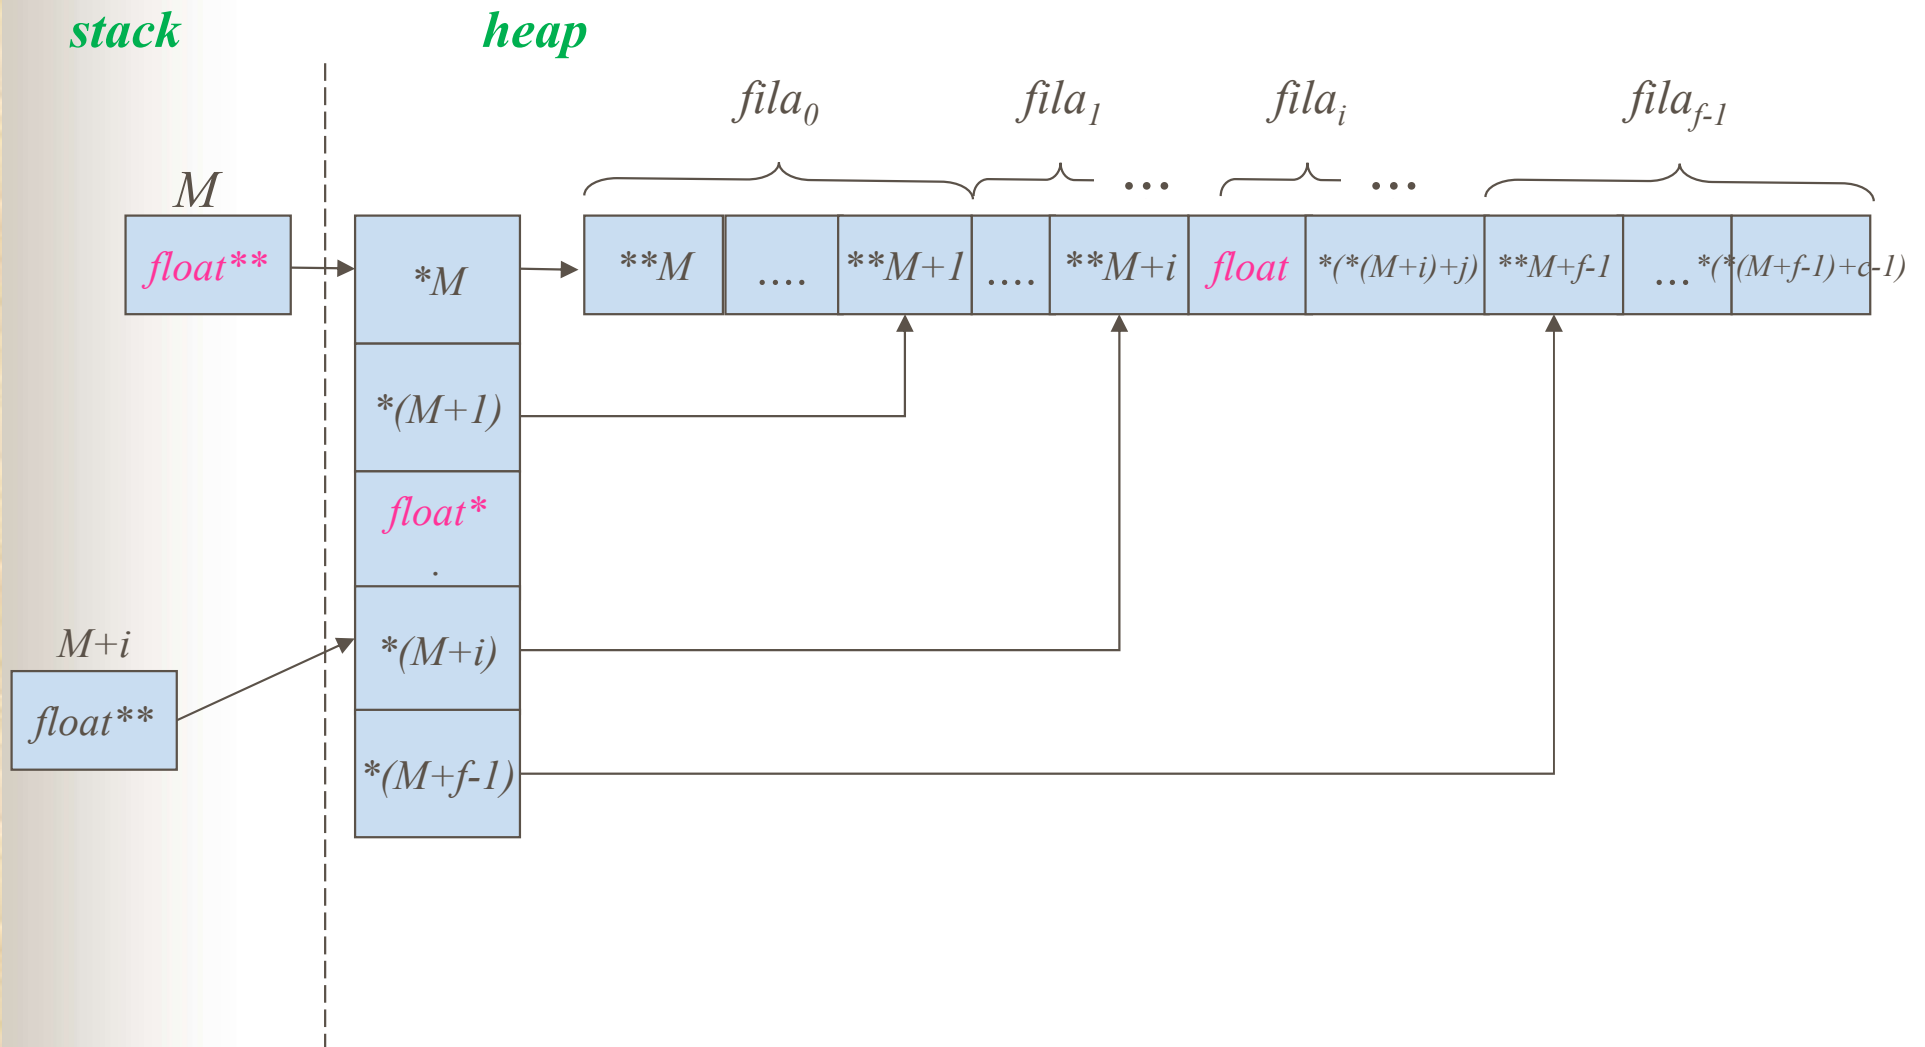 stack heap
fila0 fila1 filai filaf-1
... ...
M
float** *M **M .... **M+1 .... **M+i float *(*(M+i)+j) **M+f-1 ... *(*(M+f-1)+c-1)
*(M+1)
float*
.
M+i
*(M+i)
float**
*(M+f-1)